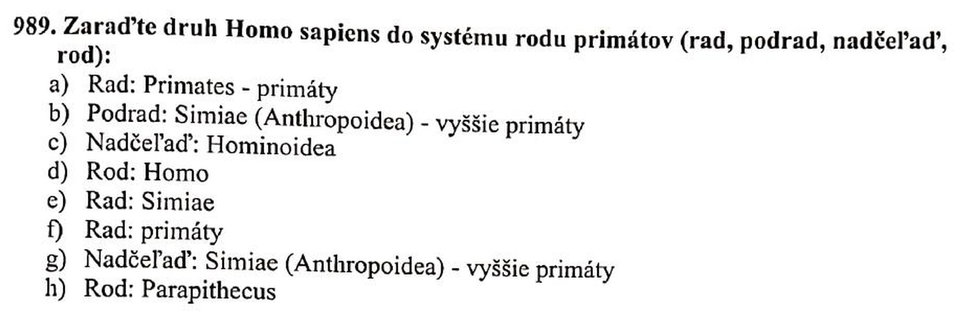 989. Zaraďte druh Homo sapiens do systému rodu primátov (rad, podrad, nadčeľaď,
rod):
a) Rad: Primates - primáty
b) Podrad: Simiae (Anthropoidea) - vyššie primáty
c) Nadčeľaď: Hominoidea
d) Rod: Homo
e) Rad: Simiae
f) Rad: primáty
g) Nadčeľaď: Simiae (Anthropoidea) - vyššie primáty
h) Rod: Parapithecus